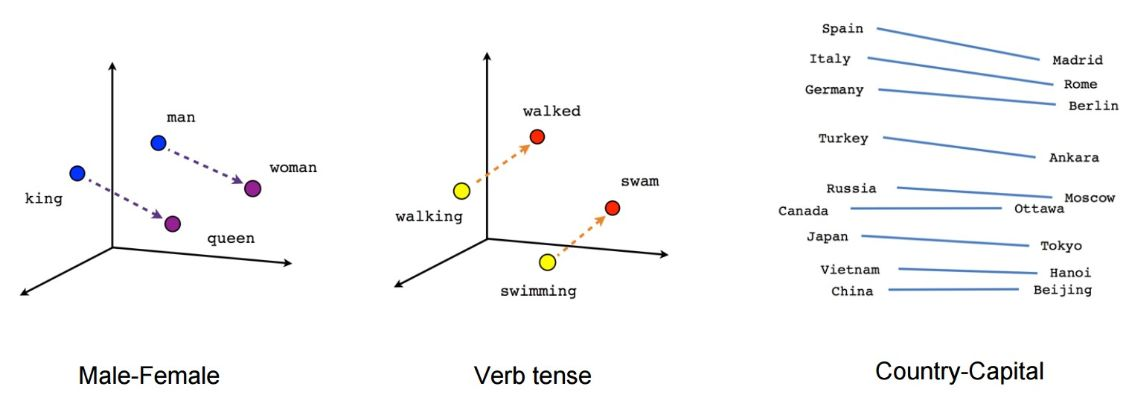 man
woman
king
queen
Male-Female
walked
swam
walking
swimming
Verb tense
Spain
Madrid
Italy
Rome
Germany
Berlin
Turkey
Ankara
Russia
Moscow
Canada
Ottawa
Japan
Tokyo
Vietnam
Hanoi
China
Beijing
Country-Capital